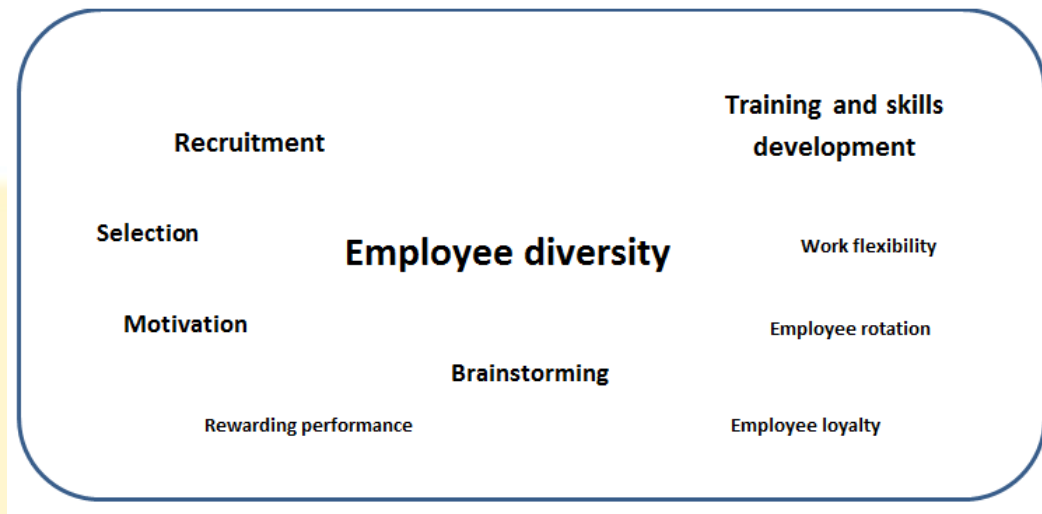 Training and skills
development
Recruitment
Selection
Employee diversity
Work flexibility
Motivation
Employee rotation
Brainstorming
Rewarding performance
Employee loyalty